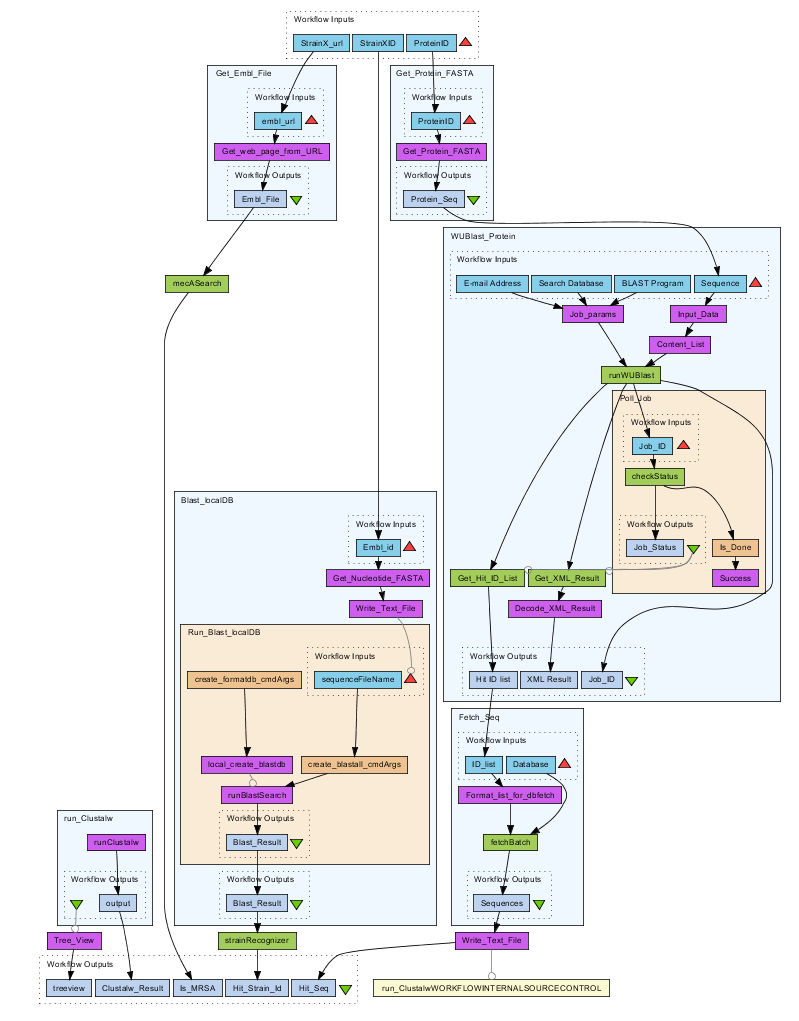 Workflow Inputs
StrainX_url StrainXID ProteinID
Get_Embl_File
Workflow Inputs
embl_url
Get_web_page_from_URL
Workflow Outputs
Embl_File
Get_Protein_FASTA
Workflow Inputs
ProteinID
Get_Protein_FASTA
Workflow Outputs
Protein_Seq
mecASearch
WUBlast_Protein
Workflow Inputs
E-mail Address Search Database BLAST Program Sequence
Job_params Input_Data
Content_List
runWUBlast
Poll_Job
Workflow Inputs
Job_ID
checkStatus
Workflow Outputs
Job_Status Is_Done
Success
Get_Hit_ID_List Get_XML_Result
Decode_XML_Result
Workflow Outputs
Hit ID list XML Result Job_ID
Blast_localDB
Workflow Inputs
Embl_id
Get_Nucleotide_FASTA
Write_Text_File
Run_Blast_localDB
Workflow Inputs
create_formatdb_cmdArgs sequenceFileName
local_create_blastdb create_blastall_cmdArgs
runBlastSearch
Workflow Outputs
Blast_Result
Workflow Outputs
Blast_Result
Fetch_Seq
Workflow Inputs
ID_list Database
Format_list_for_dbfetch
fetchBatch
Workflow Outputs
Sequences
run_Clustalw
runClustalw
Workflow Outputs
output
Tree_View strainRecognizer Write_Text_File
Workflow Outputs
treeview Clustalw_Result Is_MRSA Hit_Strain_Id Hit_Seq
run_ClustalwWORKFLOWINTERNALSOURCECONTROL